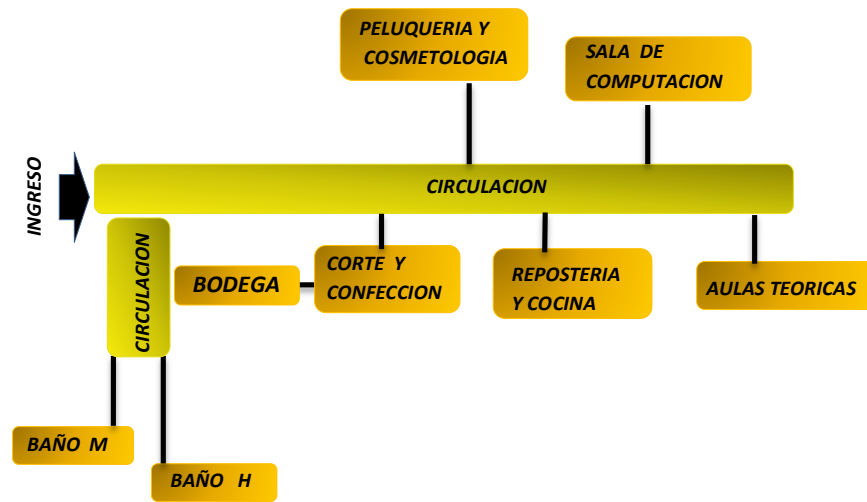 PELUQUERIA Y
COSMETOLOGIA
SALA DE
COMPUTACION
INGRESO
CIRCULACION
CIRCULACION
BODEGA
CORTE Y
CONFECCION
REPOSTERIA
Y COCINA
AULAS TEORICAS
BAÑO M
BAÑO H